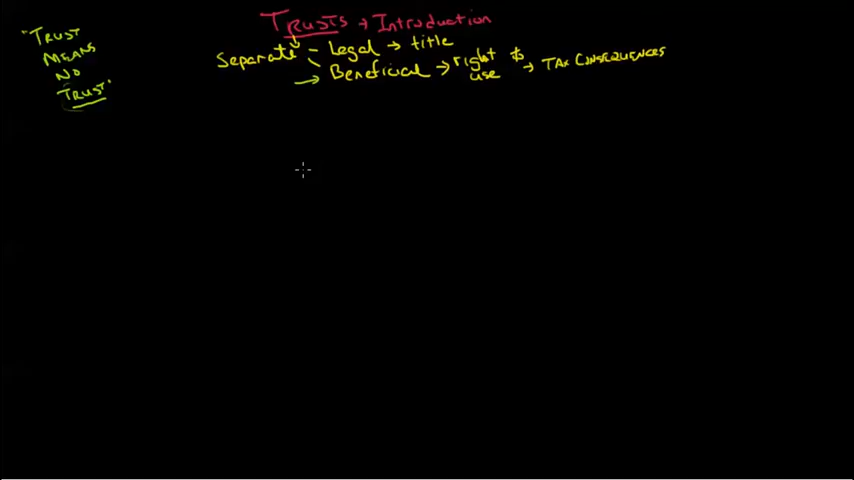 TRUSTS → Introduction
"TRUST
MEANS
NO
TRUST"
Separate - Legal → title
→ Beneficial → right $ → TAX CONSEQUENCES
use